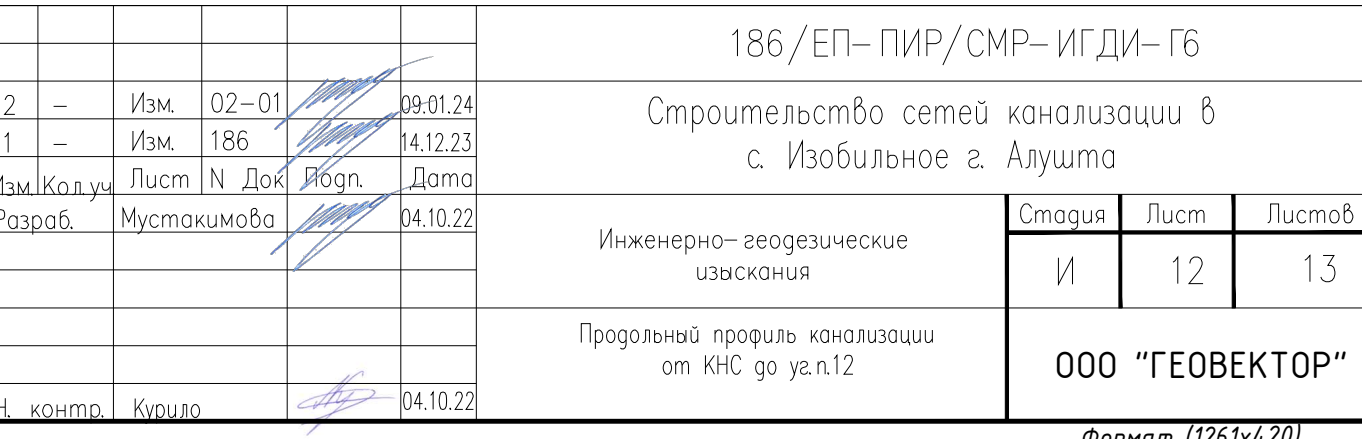 186/ЕП-ПИР/СМР-ИГДИ-Г6
2 – Изм. 02-01 09.01.24
1 – Изм. 186 14.12.23
Изм. Кол.уч Лист N Док Подп. Дата
Строительство сетей канализации в
с. Изобильное г. Алушта
Разраб. Мустакимова 04.10.22
Н. контр. Курило 04.10.22
Инженерно-геодезические
изыскания
Стадия Лист Листов
И 12 13
Продольный профиль канализации
от КНС до уг.п.12
ООО "ГЕОВЕКТОР"
Формат (1261х420)